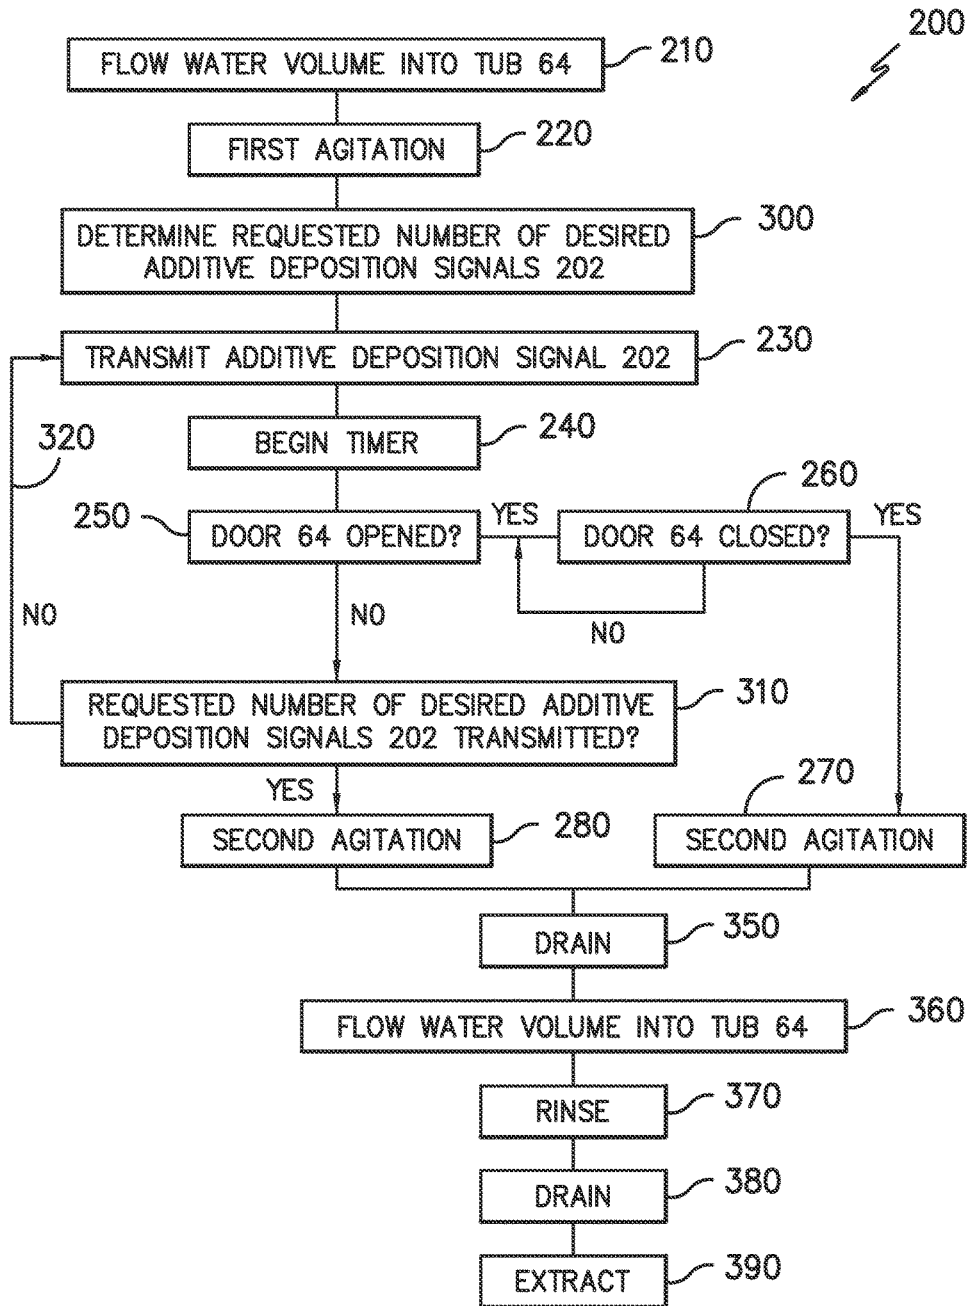 200
FLOW WATER VOLUME INTO TUB 64
210
FIRST AGITATION
220
DETERMINE REQUESTED NUMBER OF DESIRED
ADDITIVE DEPOSITION SIGNALS 202
300
TRANSMIT ADDITIVE DEPOSITION SIGNAL 202
230
320
BEGIN TIMER
240
250
DOOR 64 OPENED?
YES
DOOR 64 CLOSED?
260
YES
NO
NO
NO
REQUESTED NUMBER OF DESIRED ADDITIVE
DEPOSITION SIGNALS 202 TRANSMITTED?
310
YES
SECOND AGITATION
280
SECOND AGITATION
270
DRAIN
350
FLOW WATER VOLUME INTO TUB 64
360
RINSE
370
DRAIN
380
EXTRACT
390